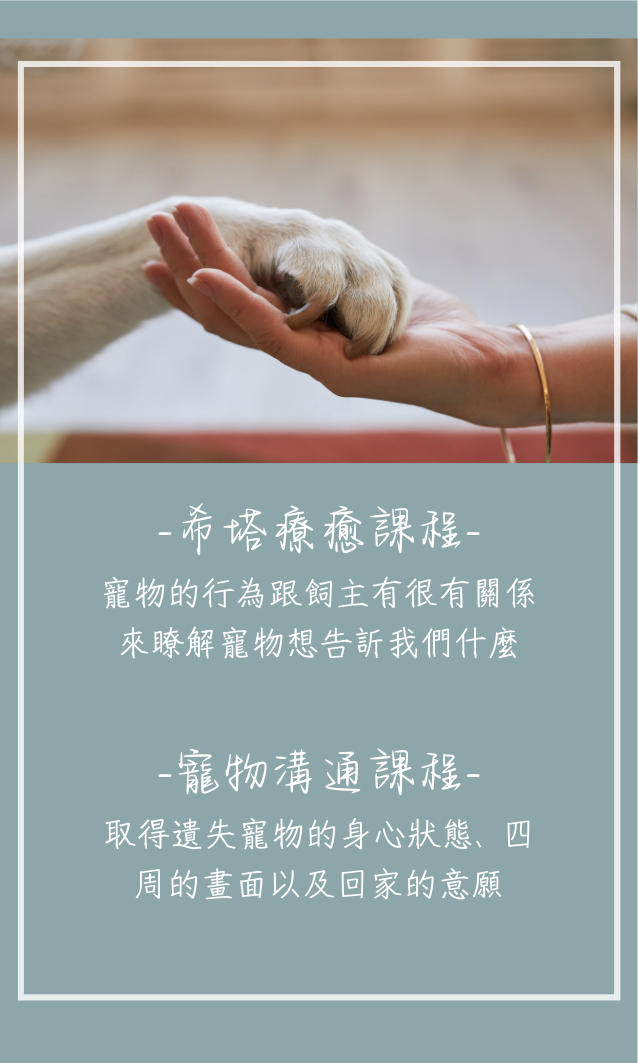 -希塔療癒課程-
寵物的行為跟飼主有很有關係
來瞭解寵物想告訴我們什麼
-寵物溝通課程-
取得遺失寵物的身心狀態、四
周的畫面以及回家的意願